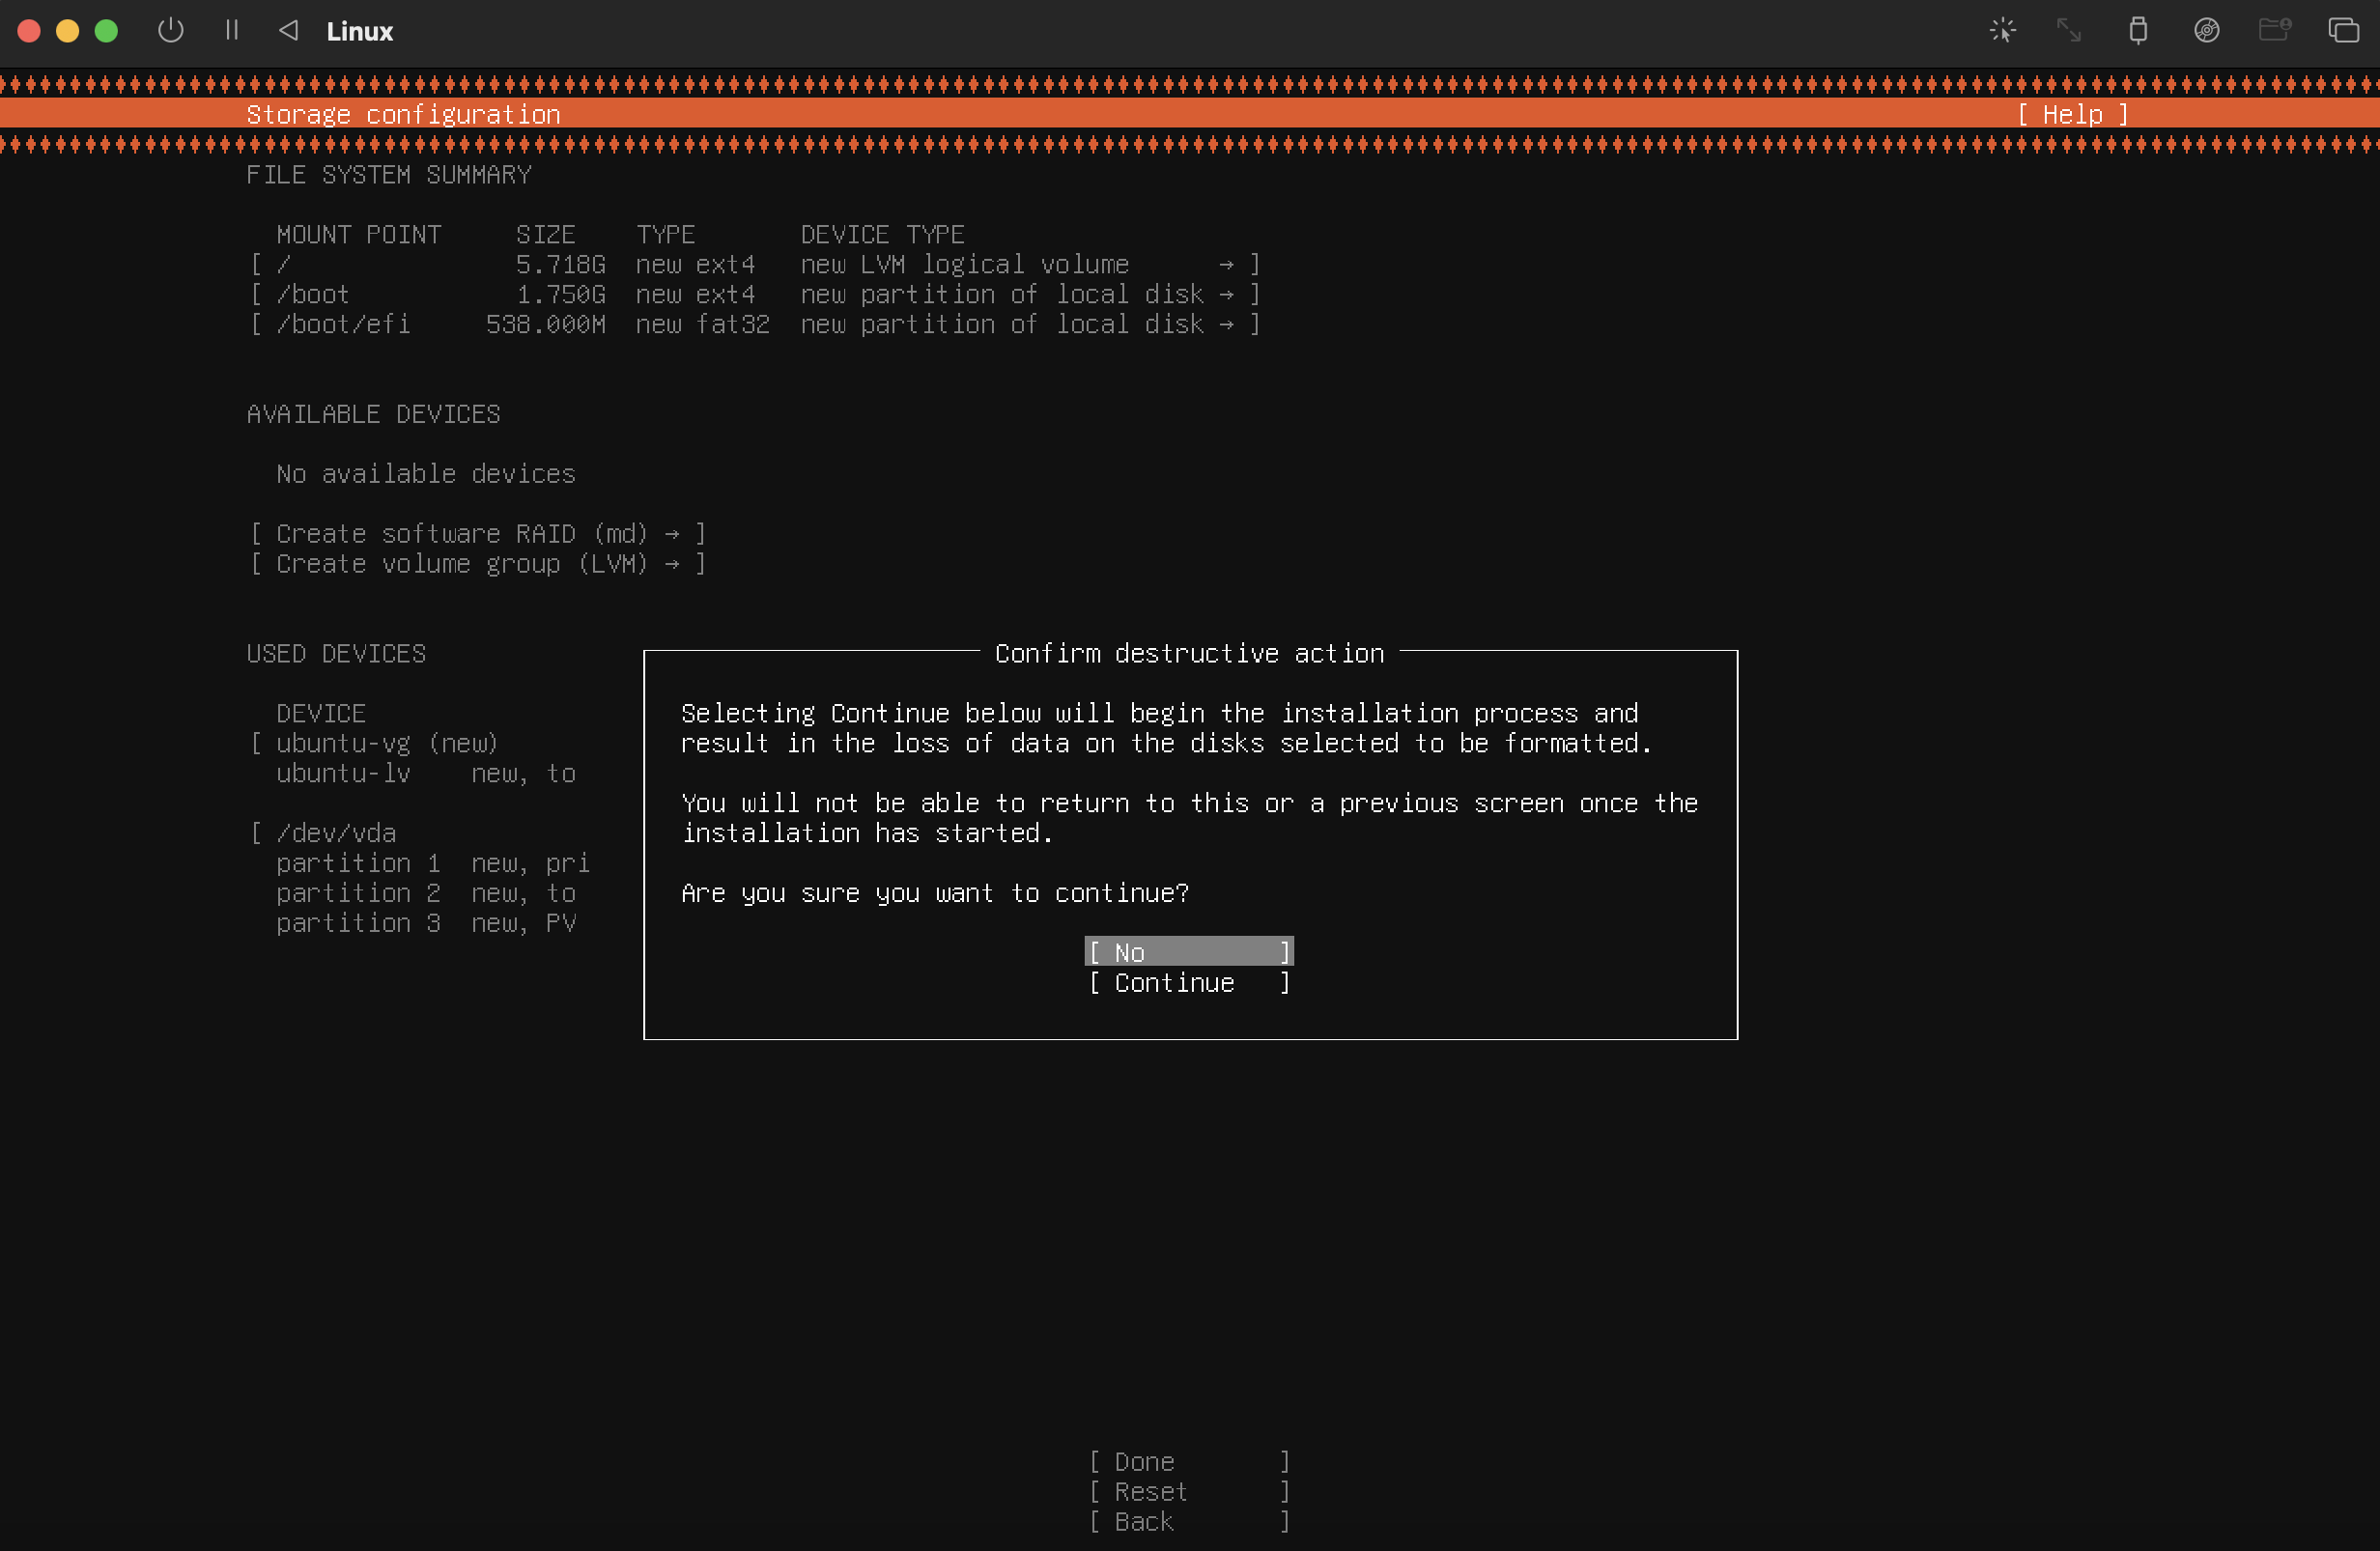 Linux
Storage configuration [ Help ]
FILE SYSTEM SUMMARY
MOUNT POINT SIZE TYPE DEVICE TYPE
[ / 5.718G new ext4 new LVM logical volume → ]
[ /boot 1.750G new ext4 new partition of local disk → ]
[ /boot/efi 538.000M new fat32 new partition of local disk → ]
AVAILABLE DEVICES
No available devices
[ Create software RAID (md) → ]
[ Create volume group (LVM) → ]
USED DEVICES
DEVICE
[ ubuntu-vg (new)
ubuntu-lv new, to
[ /dev/vda
partition 1 new, pri
partition 2 new, to
partition 3 new, PV
Confirm destructive action
Selecting Continue below will begin the installation process and
result in the loss of data on the disks selected to be formatted.
You will not be able to return to this or a previous screen once the
installation has started.
Are you sure you want to continue?
[ No ]
[ Continue ]
[ Done ]
[ Reset ]
[ Back ]